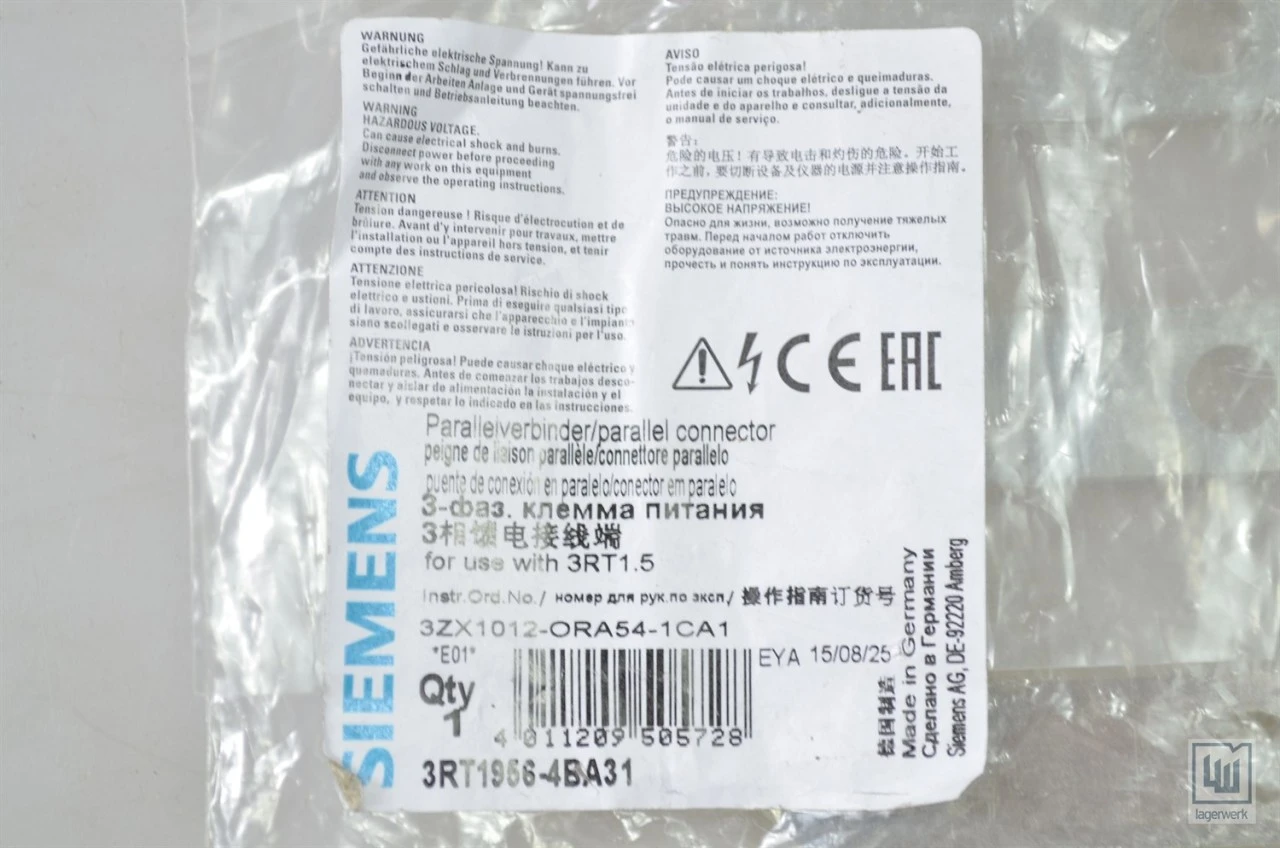 WARNUNG
Gefährliche elektrische Spannung! Kann zu
elektrischem Schlag und Verbrennungen führen. Vor
Beginn der Arbeiten Anlage und Gerät spannungsfrei
schalten und Betriebsanleitung beachten.
WARNING
HAZARDOUS VOLTAGE.
Can cause electrical shock and burns.
Disconnect power before proceeding
with any work on this equipment
and observe the operating instructions.
ATTENTION
Tension dangereuse ! Risque d'électrocution et de
brûlure. Avant d'y intervenir pour travaux, mettre
l'installation ou l'appareil hors tension, et tenir
compte des instructions de service.
ATTENZIONE
Tensione elettrica pericolosa! Rischio di shock
elettrico e ustioni. Prima di eseguire qualsiasi tipo
di lavoro, assicurarsi che l'apparecchio e l'impianto
siano scollegati e osservare le istruzioni per l'uso.
ADVERTENCIA
¡Tensión peligrosa! Puede causar choque eléctrico y
quemaduras. Antes de comenzar los trabajos desco-
nectar y aislar de alimentación la instalación y el
equipo, y respetar lo indicado en las instrucciones.
AVISO
Tensão elétrica perigosa!
Pode causar um choque elétrico e queimaduras.
Antes de iniciar os trabalhos, desligue a tensão da
unidade e do aparelho e consultar, adicionalmente,
o manual de serviço.
警告:
危险的电压!有导致电击和灼伤的危险。开始工
作之前,要切断设备及仪器的电源并注意操作指南。
ПРЕДУПРЕЖДЕНИЕ:
ВЫСОКОЕ НАПРЯЖЕНИЕ!
Опасно для жизни, возможно получение тяжелых
травм. Перед началом работ отключить
оборудование от источника электроэнергии,
прочесть и понять инструкцию по эксплуатации.
CE EAC
SIEMENS
Parallelverbinder/parallel connector
peigne de liaison parallèle/connettore parallelo
puente de conexión en paralelo/conector em paralelo
3-фаз. клемма питания
3相馈电接线端
for use with 3RT1.5
Instr.Ord.No./ номер для рук.по эксп./ 操作指南订货号
3ZX1012-0RA54-1CA1
*E01*
EYA 15/08/25
Qty
1
4 011209 505728
3RT1956-4BA31
德国制造
Made in Germany
Сделано в Германии
Siemens AG, DE-92220 Amberg
lagerwerk